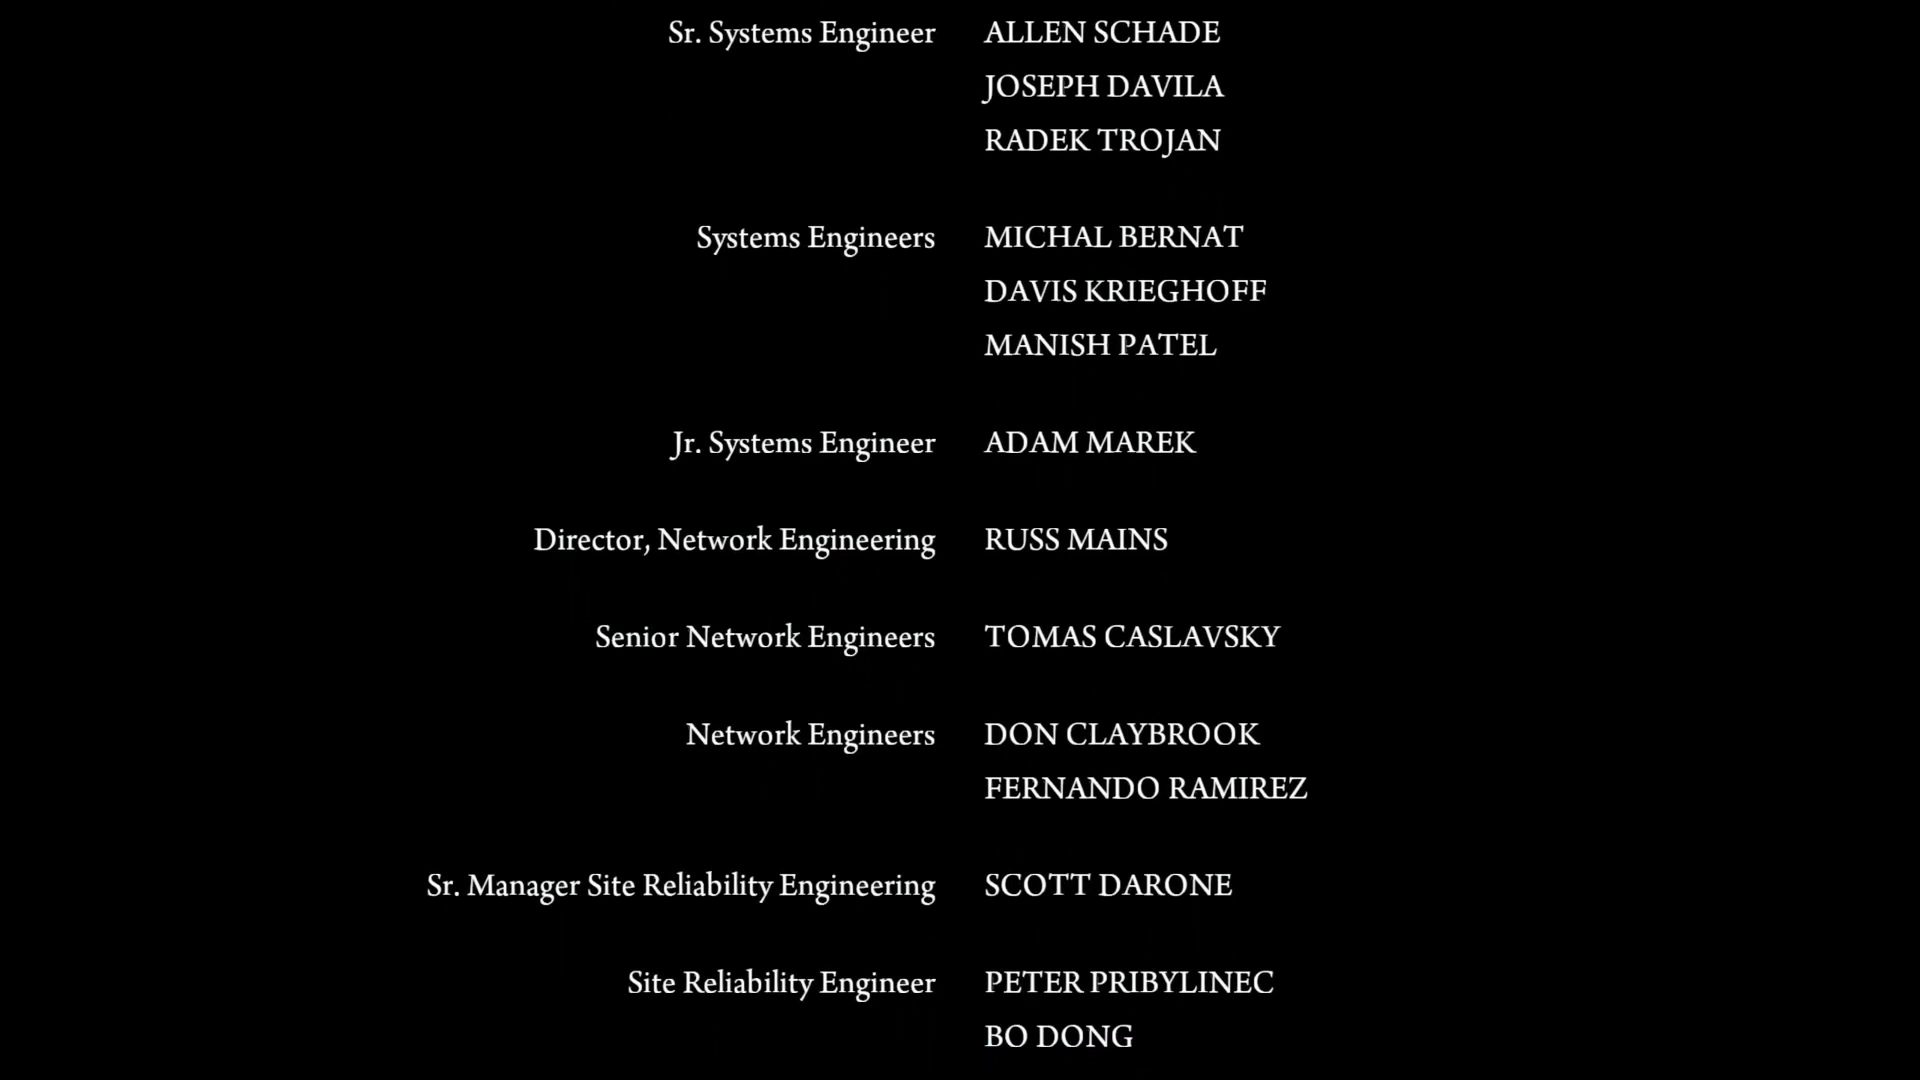 Sr. Systems Engineer ALLEN SCHADE
JOSEPH DAVILA
RADEK TROJAN
Systems Engineers MICHAL BERNAT
DAVIS KRIEGHOFF
MANISH PATEL
Jr. Systems Engineer ADAM MAREK
Director, Network Engineering RUSS MAINS
Senior Network Engineers TOMAS CASLAVSKY
Network Engineers DON CLAYBROOK
FERNANDO RAMIREZ
Sr. Manager Site Reliability Engineering SCOTT DARONE
Site Reliability Engineer PETER PRIBYLINEC
BO DONG